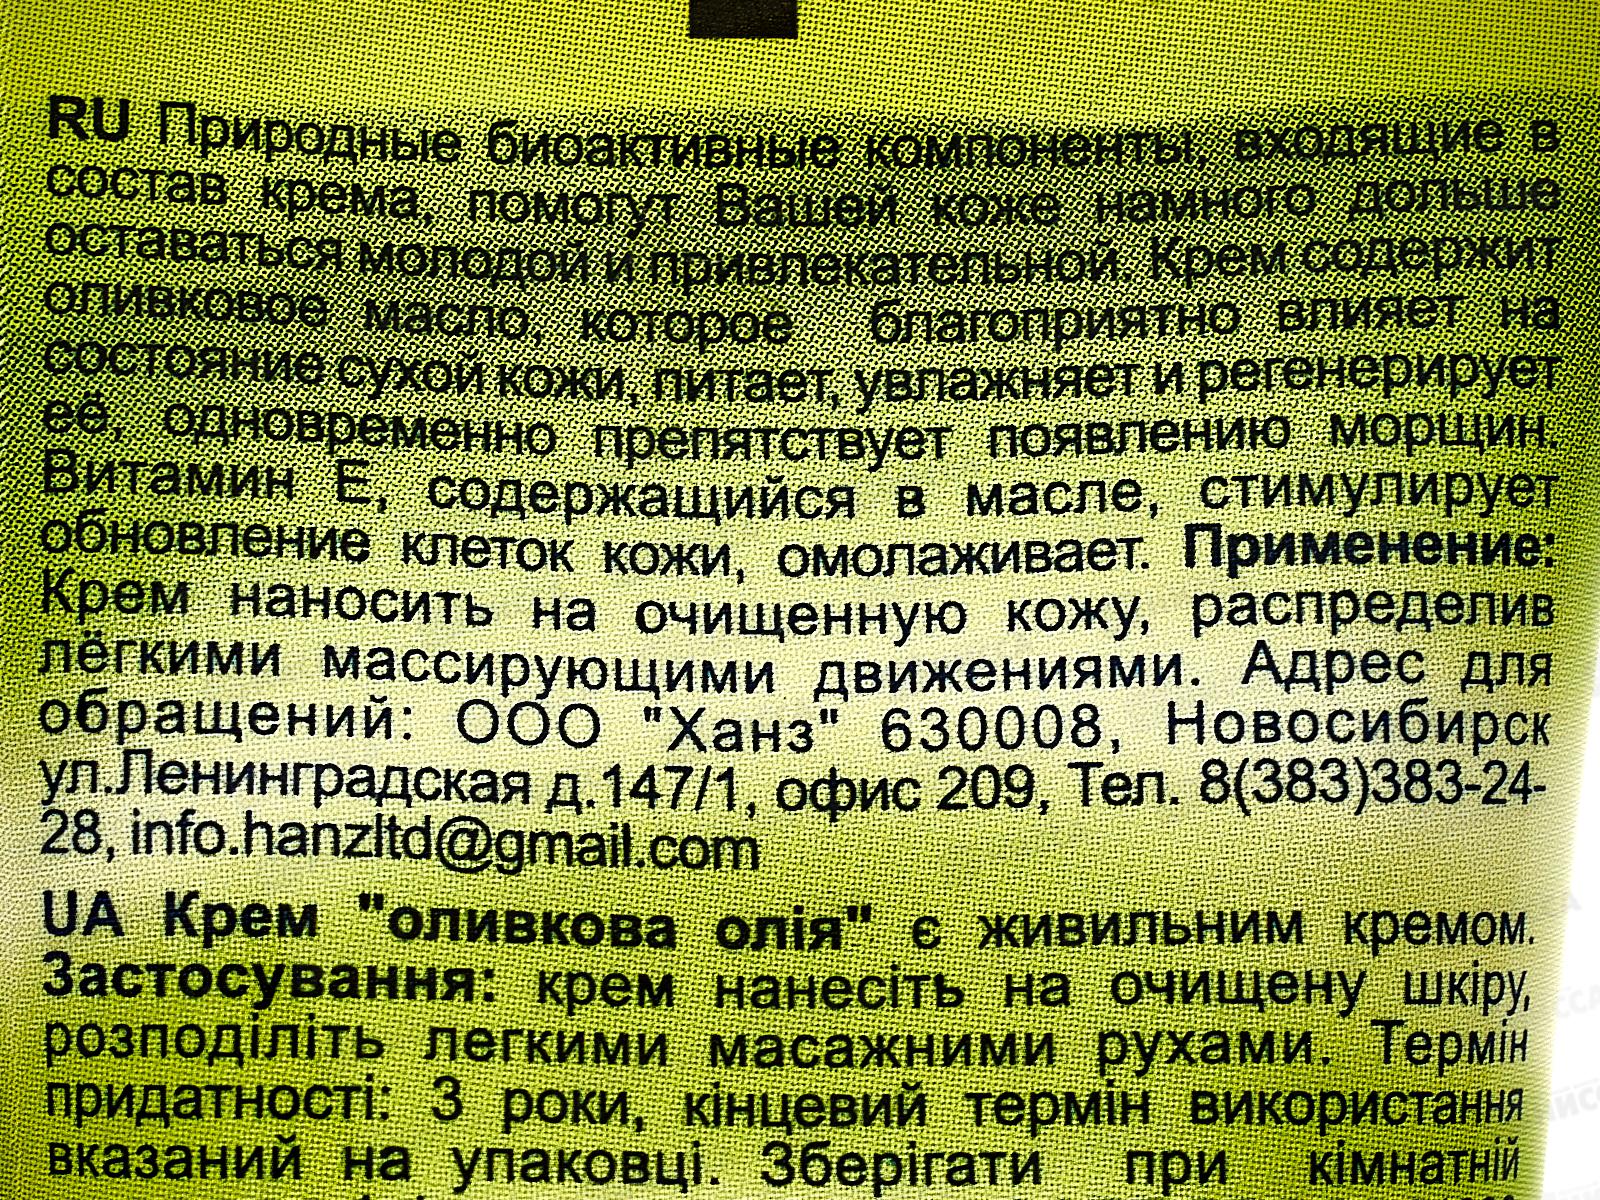 RU Природные биоактивные компоненты, входящие в
состав крема, помогут Вашей коже намного дольше
оставаться молодой и привлекательной. Крем содержит
оливковое масло, которое благоприятно влияет на
состояние сухой кожи, питает, увлажняет и регенерирует
её, одновременно препятствует появлению морщин.
Витамин Е, содержащийся в масле, стимулирует
обновление клеток кожи, омолаживает. Применение:
Крем наносить на очищенную кожу, распределив
лёгкими массирующими движениями. Адрес для
обращений: ООО "Ханз" 630008, Новосибирск
ул.Ленинградская д.147/1, офис 209, Тел. 8(383)383-24-
28, info.hanzltd@gmail.com
UA Крем "оливкова олія" є живильним кремом.
Застосування: крем нанесіть на очищену шкіру,
розподіліть легкими масажними рухами. Термін
придатності: 3 роки, кінцевий термін використання
вказаний на упаковці. Зберігати при кімнатній